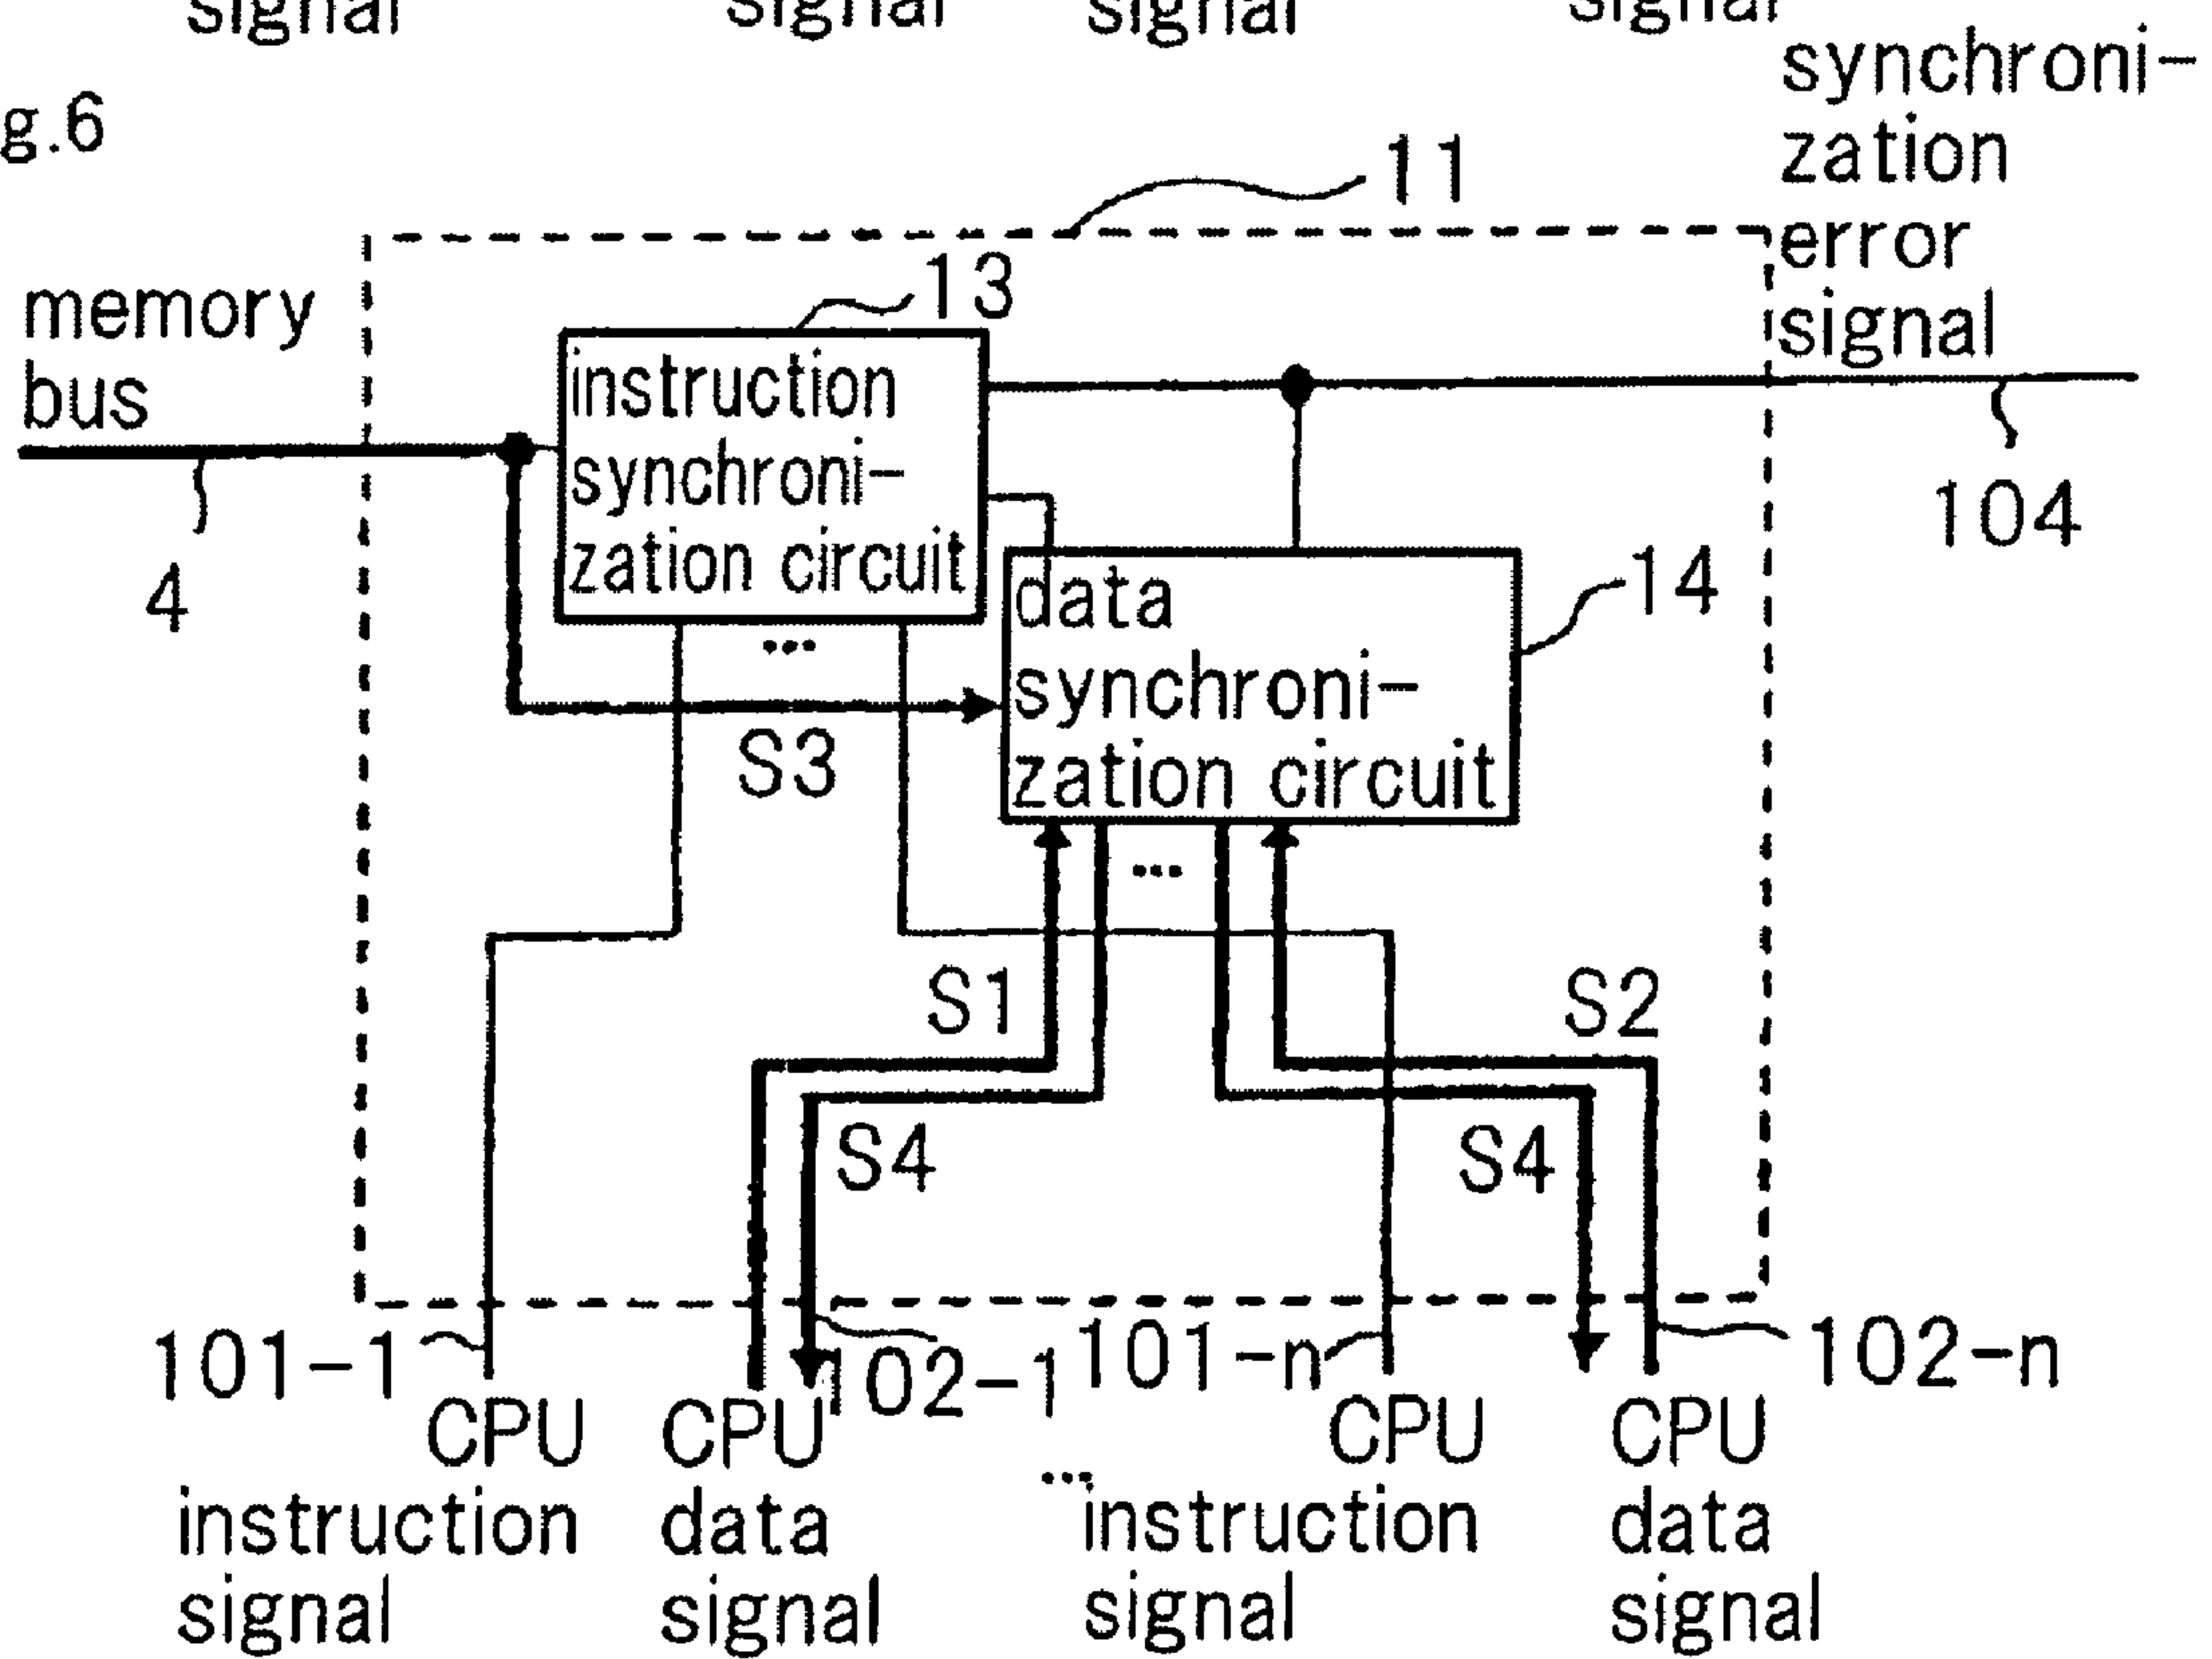 signal signal signal signal
g.6
synchroni-
zation
error
signal
11
13
memory
bus
instruction
synchroni-
zation circuit
104
4
14
data
synchroni-
zation circuit
...
S3
...
S1
S2
S4
S4
101-1
102-1
101-n
102-n
CPU
instruction
signal
CPU
data
signal
...
CPU
instruction
signal
CPU
data
signal